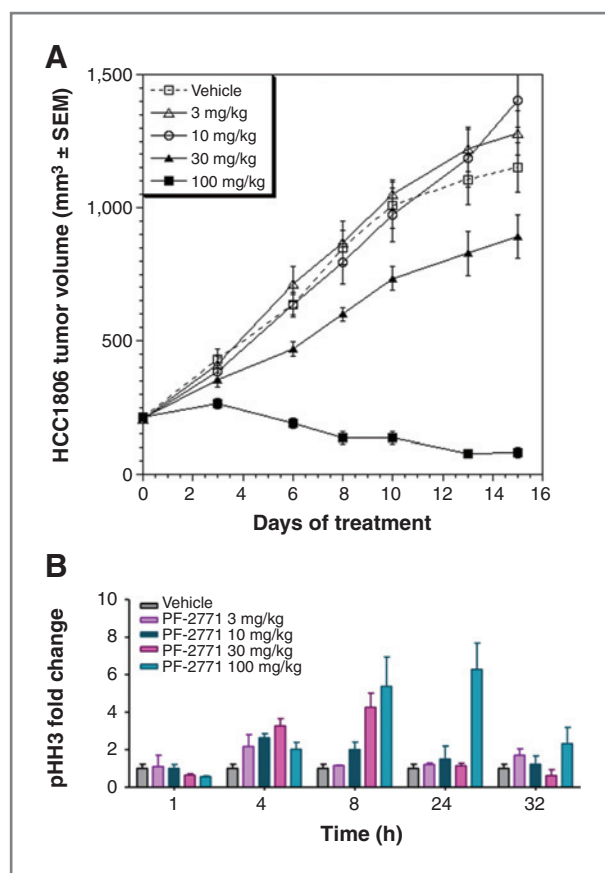 A
HCC1806 tumor volume (mm³ ± SEM)
1,500
1,000
500
0
Vehicle
3 mg/kg
10 mg/kg
30 mg/kg
100 mg/kg
0 2 4 6 8 10 12 14 16
Days of treatment
B
pHH3 fold change
10
8
6
4
2
0
Vehicle
PF-2771 3 mg/kg
PF-2771 10 mg/kg
PF-2771 30 mg/kg
PF-2771 100 mg/kg
1 4 8 24 32
Time (h)